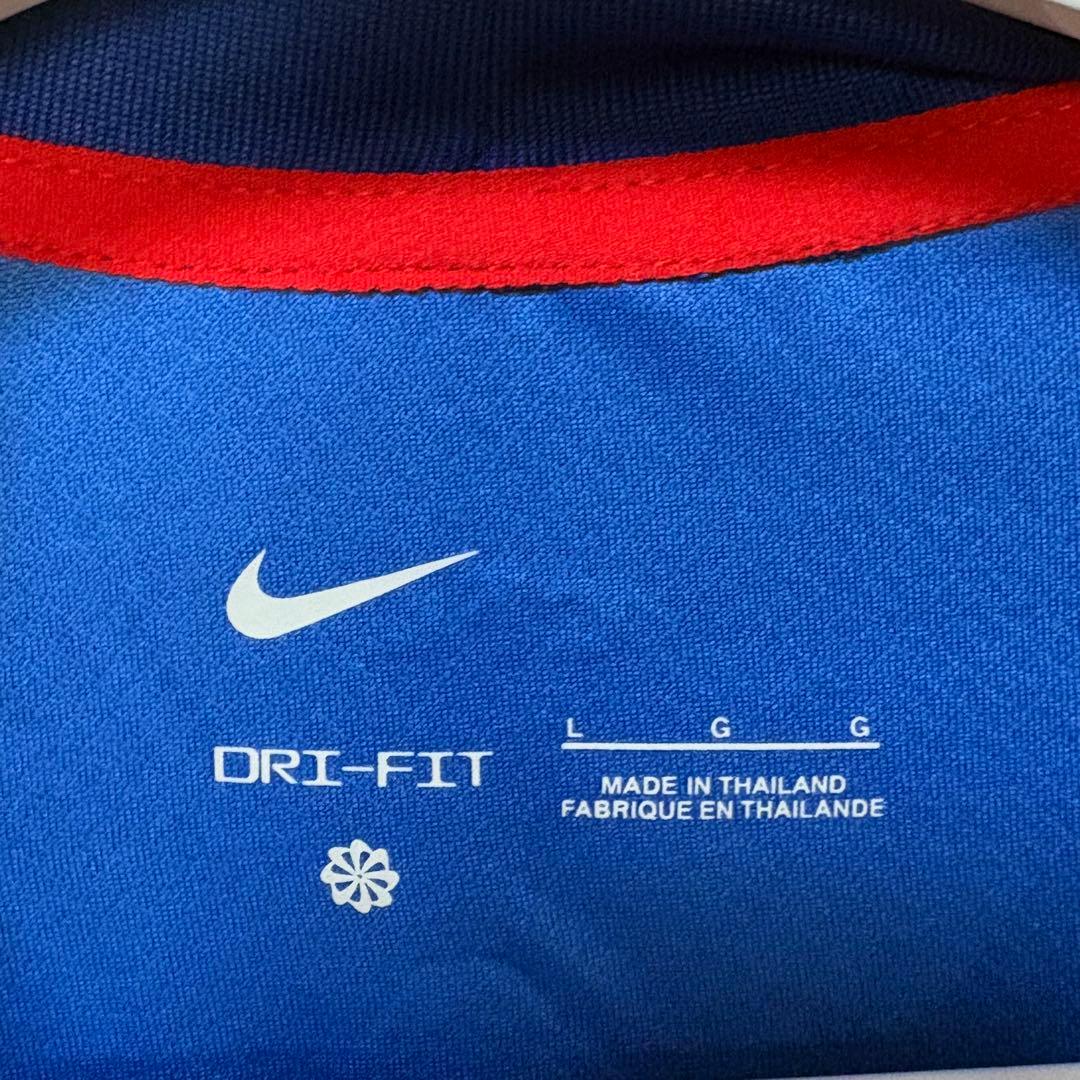 DRI-FIT
L G G
MADE IN THAILAND
FABRIQUE EN THAILANDE